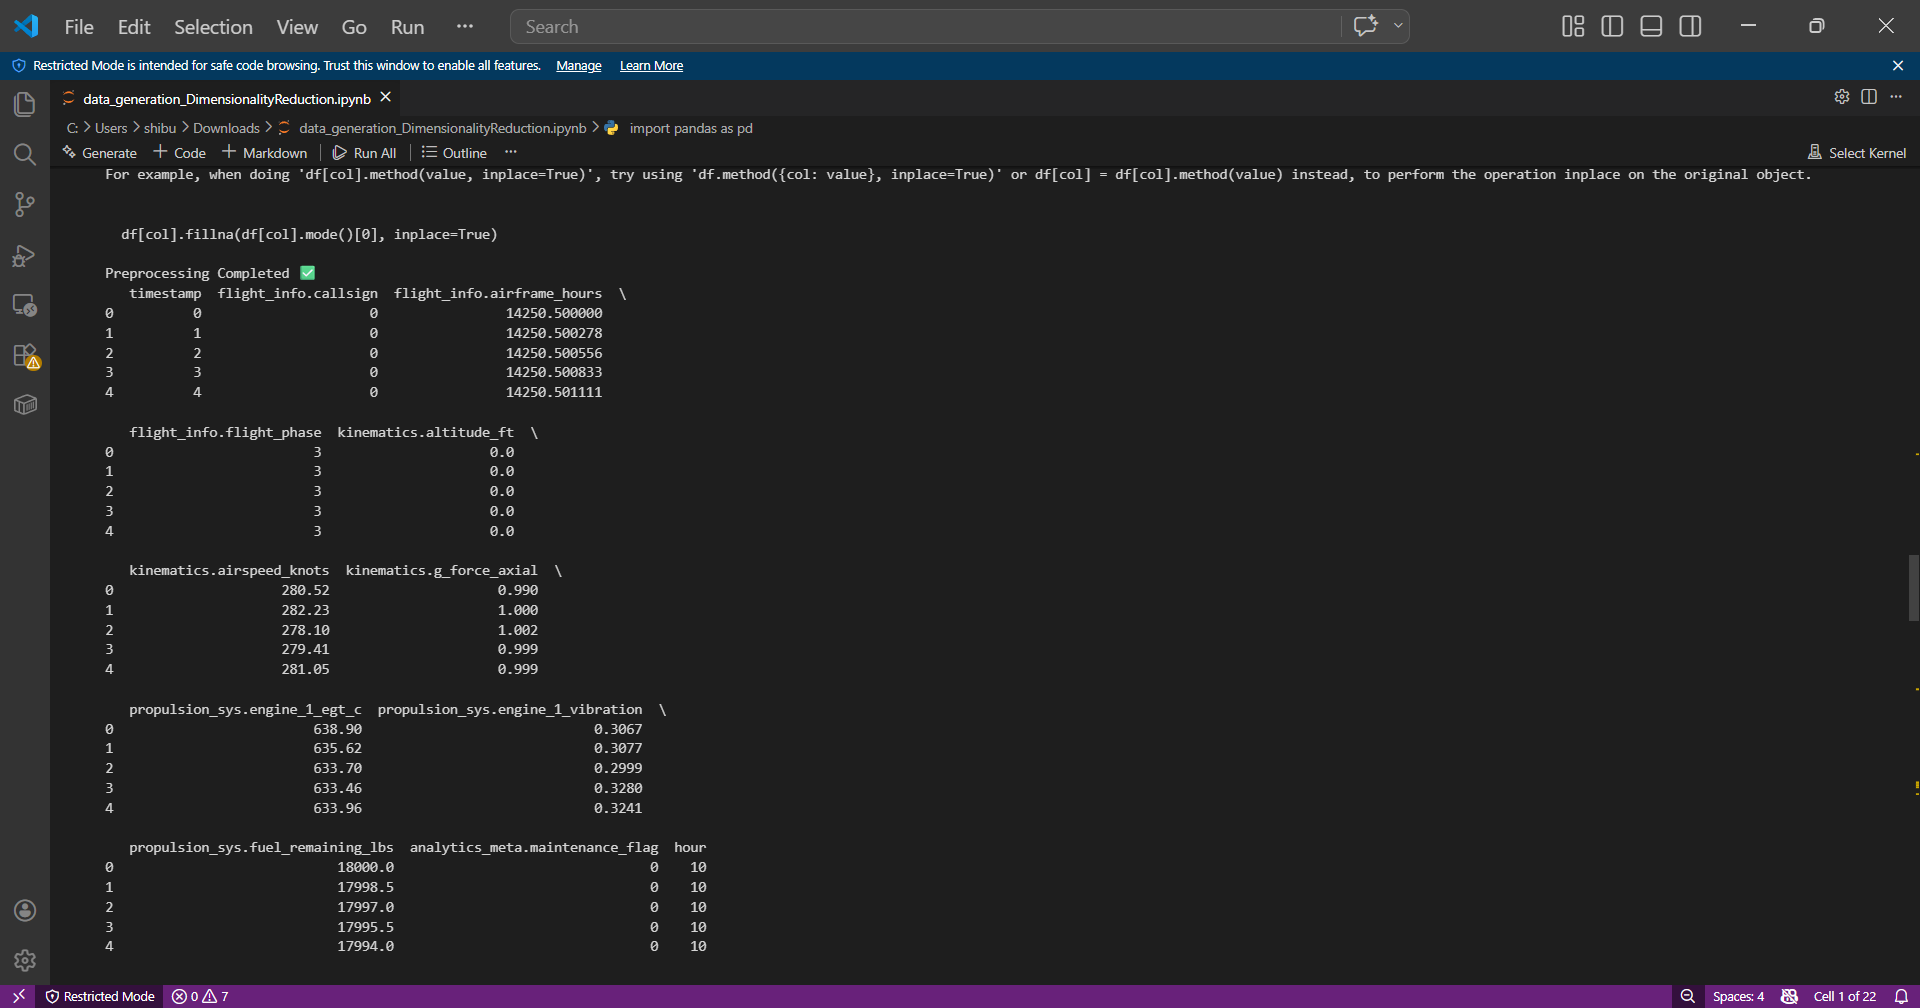 File Edit Selection View Go Run ··· Search
Restricted Mode is intended for safe code browsing. Trust this window to enable all features. Manage Learn More
data_generation_DimensionalityReduction.ipynb
C: > Users > shibu > Downloads > data_generation_DimensionalityReduction.ipynb > import pandas as pd
Generate + Code + Markdown Run All Outline ··· Select Kernel
For example, when doing 'df[col].method(value, inplace=True)', try using 'df.method({col: value}, inplace=True)' or df[col] = df[col].method(value) instead, to perform the operation inplace on the original object.
df[col].fillna(df[col].mode()[0], inplace=True)
Preprocessing Completed ✅
timestamp flight_info.callsign flight_info.airframe_hours \
0 0 0 14250.500000
1 1 0 14250.500278
2 2 0 14250.500556
3 3 0 14250.500833
4 4 0 14250.501111
flight_info.flight_phase kinematics.altitude_ft \
0 3 0.0
1 3 0.0
2 3 0.0
3 3 0.0
4 3 0.0
kinematics.airspeed_knots kinematics.g_force_axial \
0 280.52 0.990
1 282.23 1.000
2 278.10 1.002
3 279.41 0.999
4 281.05 0.999
propulsion_sys.engine_1_egt_c propulsion_sys.engine_1_vibration \
0 638.90 0.3067
1 635.62 0.3077
2 633.70 0.2999
3 633.46 0.3280
4 633.96 0.3241
propulsion_sys.fuel_remaining_lbs analytics_meta.maintenance_flag hour
0 18000.0 0 10
1 17998.5 0 10
2 17997.0 0 10
3 17995.5 0 10
4 17994.0 0 10
Restricted Mode 0 7 Spaces: 4 Cell 1 of 22